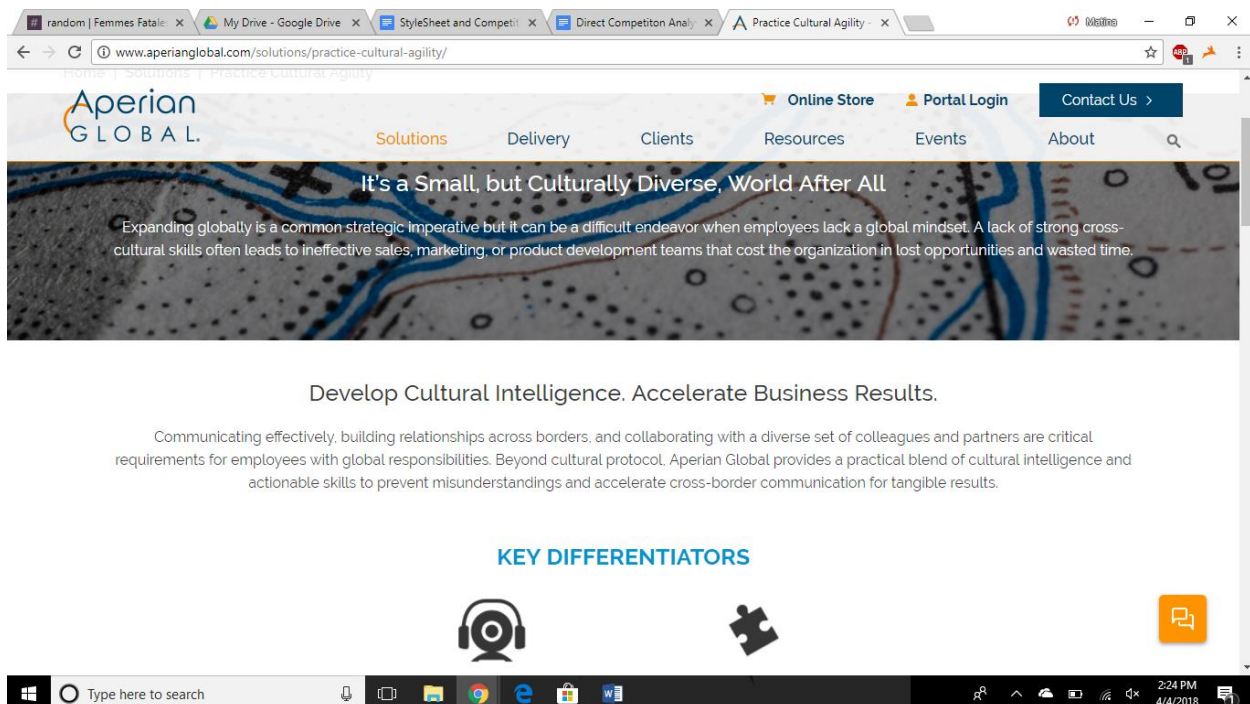 random | Femmes Fatale
My Drive - Google Drive
StyleSheet and Competit
Direct Competiton Analy
Practice Cultural Agility -
Matina
www.aperianglobal.com/solutions/practice-cultural-agility/
ABP
1
Home | Solutions | Practice Cultural Agility
Aperian
GLOBAL.
Online Store
Portal Login
Contact Us >
Solutions
Delivery
Clients
Resources
Events
About
It's a Small, but Culturally Diverse, World After All
Expanding globally is a common strategic imperative but it can be a difficult endeavor when employees lack a global mindset. A lack of strong cross-
cultural skills often leads to ineffective sales, marketing, or product development teams that cost the organization in lost opportunities and wasted time.
Develop Cultural Intelligence. Accelerate Business Results.
Communicating effectively, building relationships across borders, and collaborating with a diverse set of colleagues and partners are critical
requirements for employees with global responsibilities. Beyond cultural protocol, Aperian Global provides a practical blend of cultural intelligence and
actionable skills to prevent misunderstandings and accelerate cross-border communication for tangible results.
KEY DIFFERENTIATORS
Type here to search
2:24 PM
4/4/2018